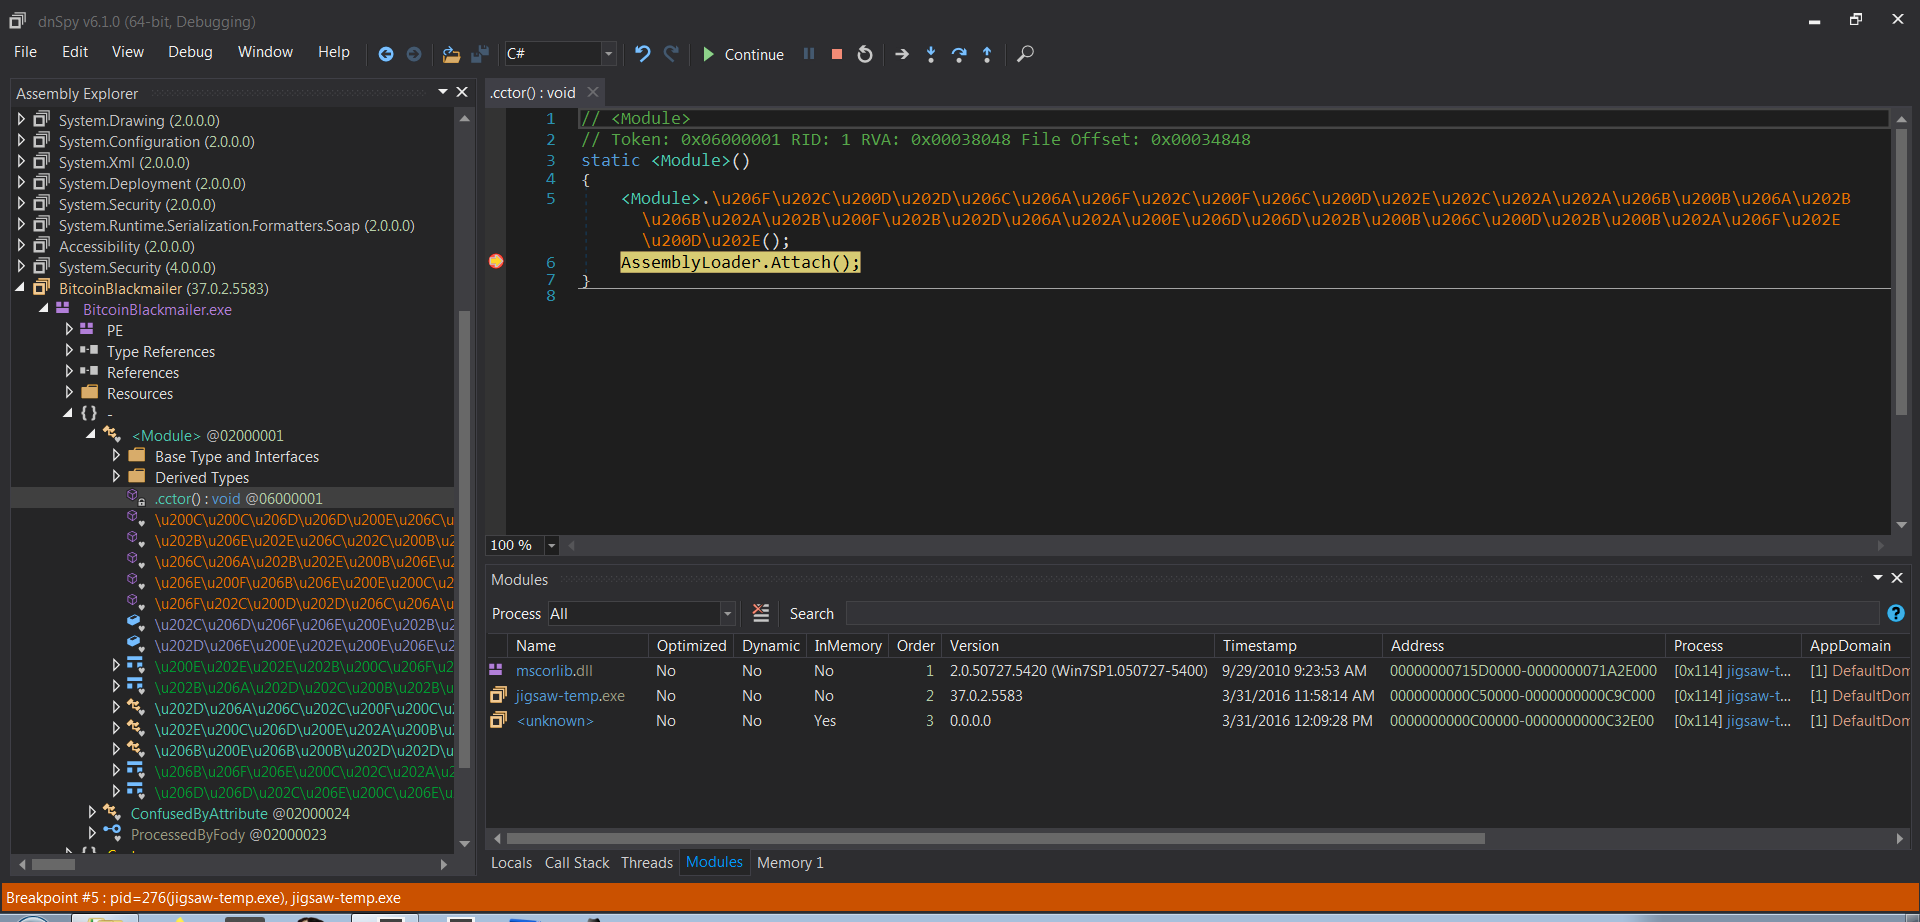 dnSpy v6.1.0 (64-bit, Debugging)
File Edit View Debug Window Help C# Continue
Assembly Explorer
System.Drawing (2.0.0.0)
System.Configuration (2.0.0.0)
System.Xml (2.0.0.0)
System.Deployment (2.0.0.0)
System.Security (2.0.0.0)
System.Runtime.Serialization.Formatters.Soap (2.0.0.0)
Accessibility (2.0.0.0)
System.Security (4.0.0.0)
BitcoinBlackmailer (37.0.2.5583)
BitcoinBlackmailer.exe
PE
Type References
References
Resources
{ } -
<Module> @02000001
Base Type and Interfaces
Derived Types
.cctor() : void @06000001
\u200C\u200C\u206D\u206D\u200E\u206C\u
\u202B\u206E\u202E\u206C\u202C\u200B\u2
\u206C\u206A\u202B\u202E\u200B\u206E\u2
\u206E\u200F\u206B\u206E\u200E\u200C\u2
\u206F\u202C\u200D\u202D\u206C\u206A\u
\u202C\u206D\u206F\u206E\u200E\u202B\u2
\u202D\u206E\u200E\u202E\u206E\u206E\u2
\u200E\u202E\u202E\u202B\u200C\u206F\u2
\u202B\u206A\u202D\u202C\u200B\u202B\u2
\u202D\u206A\u206C\u202C\u200F\u200C\u2
\u202E\u200C\u206D\u200E\u202A\u200B\u2
\u206B\u200E\u206B\u200B\u202D\u202D\u2
\u206B\u206F\u206E\u200C\u202C\u202A\u2
\u206D\u206D\u202C\u206E\u200C\u206E\u2
ConfusedByAttribute @02000024
ProcessedByFody @02000023
.cctor() : void
1 // <Module>
2 // Token: 0x06000001 RID: 1 RVA: 0x00038048 File Offset: 0x00034848
3 static <Module>()
4 {
5 <Module>.\u206F\u202C\u200D\u202D\u206C\u206A\u206F\u202C\u200F\u206C\u200D\u202E\u202C\u202A\u202A\u206B\u200B\u206A\u202B
\u206B\u202A\u202B\u200F\u202B\u202D\u206A\u202A\u200E\u206D\u206D\u202B\u200B\u206C\u200D\u202B\u200B\u202A\u206F\u202E
\u200D\u202E();
6 AssemblyLoader.Attach();
7 }
8
100 %
Modules
Process All Search
Name Optimized Dynamic InMemory Order Version Timestamp Address Process AppDomain
mscorlib.dll No No No 1 2.0.50727.5420 (Win7SP1.050727-5400) 9/29/2010 9:23:53 AM 00000000715D0000-0000000071A2E000 [0x114] jigsaw-t... [1] DefaultDom
jigsaw-temp.exe No No No 2 37.0.2.5583 3/31/2016 11:58:14 AM 0000000000C50000-0000000000C9C000 [0x114] jigsaw-t... [1] DefaultDom
<unknown> No No Yes 3 0.0.0.0 3/31/2016 12:09:28 PM 0000000000C00000-0000000000C32E00 [0x114] jigsaw-t... [1] DefaultDom
Locals Call Stack Threads Modules Memory 1
Breakpoint #5 : pid=276(jigsaw-temp.exe), jigsaw-temp.exe